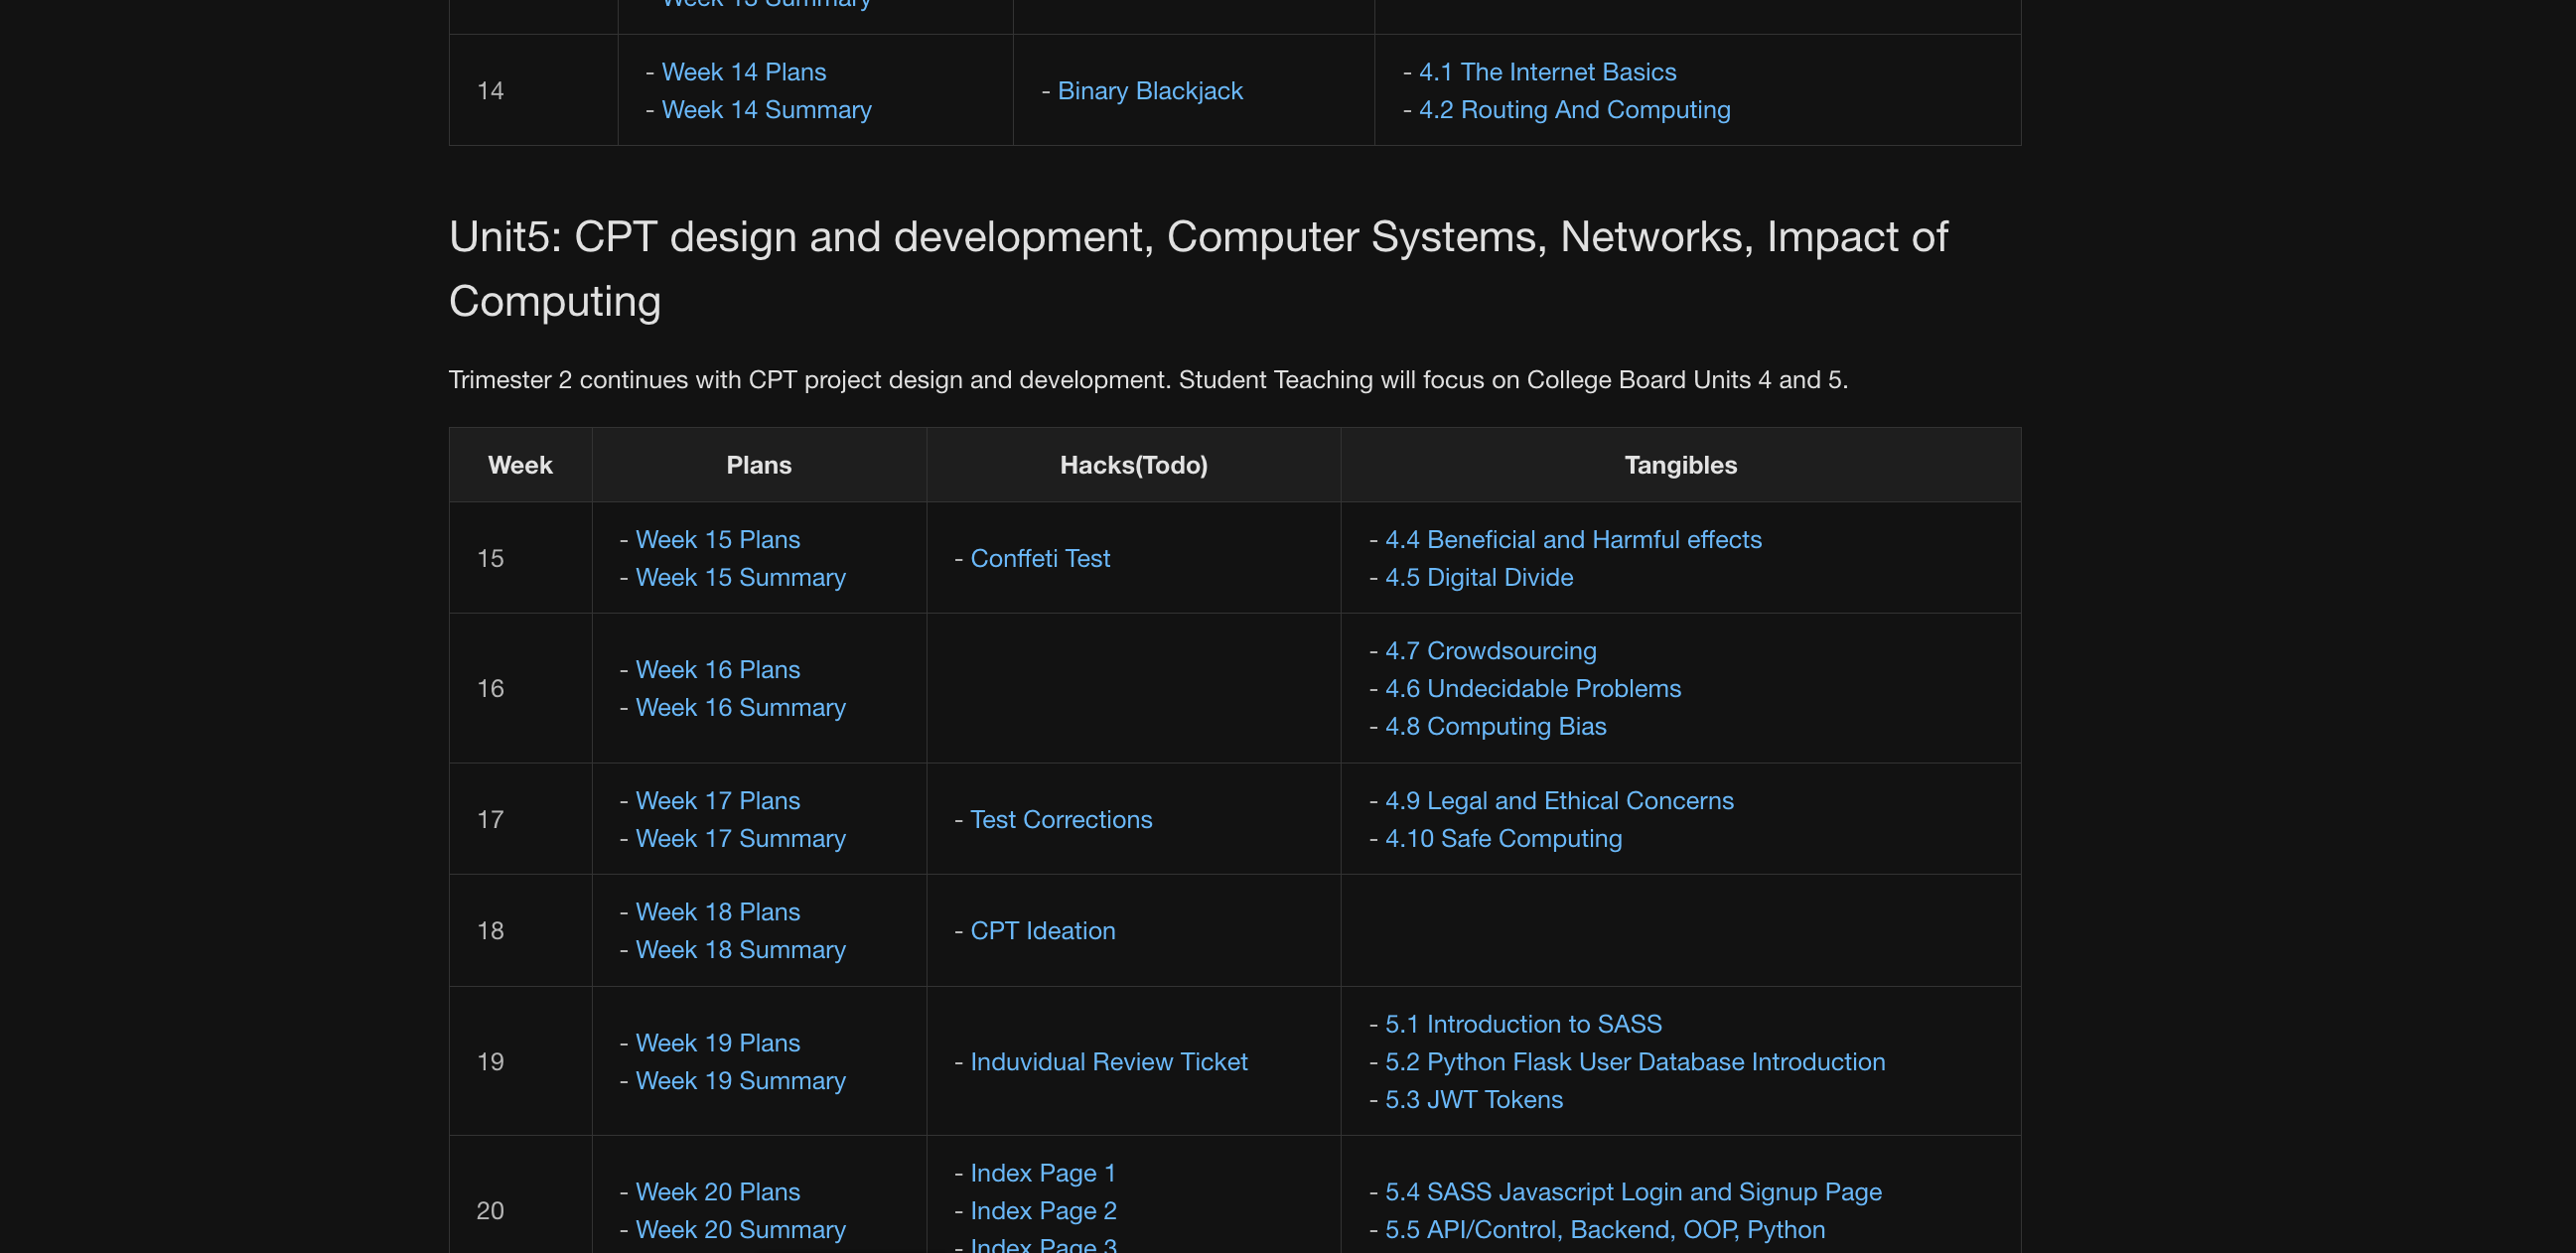 Week 13 Summary
14
- Week 14 Plans
- Week 14 Summary
- Binary Blackjack
- 4.1 The Internet Basics
- 4.2 Routing And Computing
Unit5: CPT design and development, Computer Systems, Networks, Impact of
Computing
Trimester 2 continues with CPT project design and development. Student Teaching will focus on College Board Units 4 and 5.
Week
Plans
Hacks(Todo)
Tangibles
15
- Week 15 Plans
- Week 15 Summary
- Conffeti Test
- 4.4 Beneficial and Harmful effects
- 4.5 Digital Divide
16
- Week 16 Plans
- Week 16 Summary
- 4.7 Crowdsourcing
- 4.6 Undecidable Problems
- 4.8 Computing Bias
17
- Week 17 Plans
- Week 17 Summary
- Test Corrections
- 4.9 Legal and Ethical Concerns
- 4.10 Safe Computing
18
- Week 18 Plans
- Week 18 Summary
- CPT Ideation
19
- Week 19 Plans
- Week 19 Summary
- Induvidual Review Ticket
- 5.1 Introduction to SASS
- 5.2 Python Flask User Database Introduction
- 5.3 JWT Tokens
20
- Week 20 Plans
- Week 20 Summary
- Index Page 1
- Index Page 2
- Index Page 3
- 5.4 SASS Javascript Login and Signup Page
- 5.5 API/Control, Backend, OOP, Python